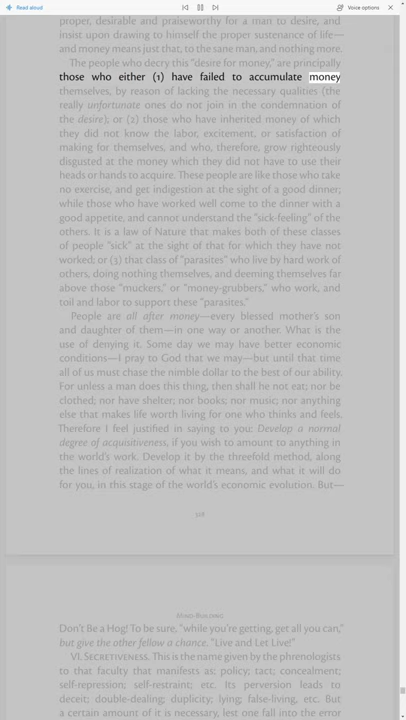 Read aloud
Voice options
proper, desirable and praiseworthy for a man to desire, and
insist upon drawing to himself the proper sustenance of life—
and money means just that, to the sane man, and nothing more.
The people who decry this "desire for money," are principally
those who either (1) have failed to accumulate money
themselves, by reason of lacking the necessary qualities (the
really unfortunate ones do not join in the condemnation of
the desire); or (2) those who have inherited money of which
they did not know the labor, excitement, or satisfaction of
making for themselves, and who, therefore, grow righteously
disgusted at the money which they did not have to use their
heads or hands to acquire. These people are like those who take
no exercise, and get indigestion at the sight of a good dinner;
while those who have worked well come to the dinner with a
good appetite, and cannot understand the "sick-feeling" of the
others. It is a law of Nature that makes both of these classes
of people "sick" at the sight of that for which they have not
worked; or (3) that class of "parasites" who live by hard work of
others, doing nothing themselves, and deeming themselves far
above those "muckers," or "money-grubbers," who work, and
toil and labor to support these "parasites."
People are all after money—every blessed mother's son
and daughter of them—in one way or another. What is the
use of denying it. Some day we may have better economic
conditions—I pray to God that we may—but until that time
all of us must chase the nimble dollar to the best of our ability.
For unless a man does this thing, then shall he not eat; nor be
clothed; nor have shelter; nor books; nor music; nor anything
else that makes life worth living for one who thinks and feels.
Therefore I feel justified in saying to you: Develop a normal
degree of acquisitiveness, if you wish to amount to anything in
the world's work. Develop it by the threefold method, along
the lines of realization of what it means, and what it will do
for you, in this stage of the world's economic evolution. But—
Mind-Building
Don't Be a Hog! To be sure, "while you're getting, get all you can,"
but give the other fellow a chance. "Live and Let Live!"
VI. Secretiveness. This is the name given by the phrenologists
to that faculty that manifests as; policy; tact; concealment;
self-repression; self-restraint; etc. Its perversion leads to
deceit; double-dealing; duplicity; lying; false-living, etc. But
a certain amount of it is necessary, lest one fall into the error